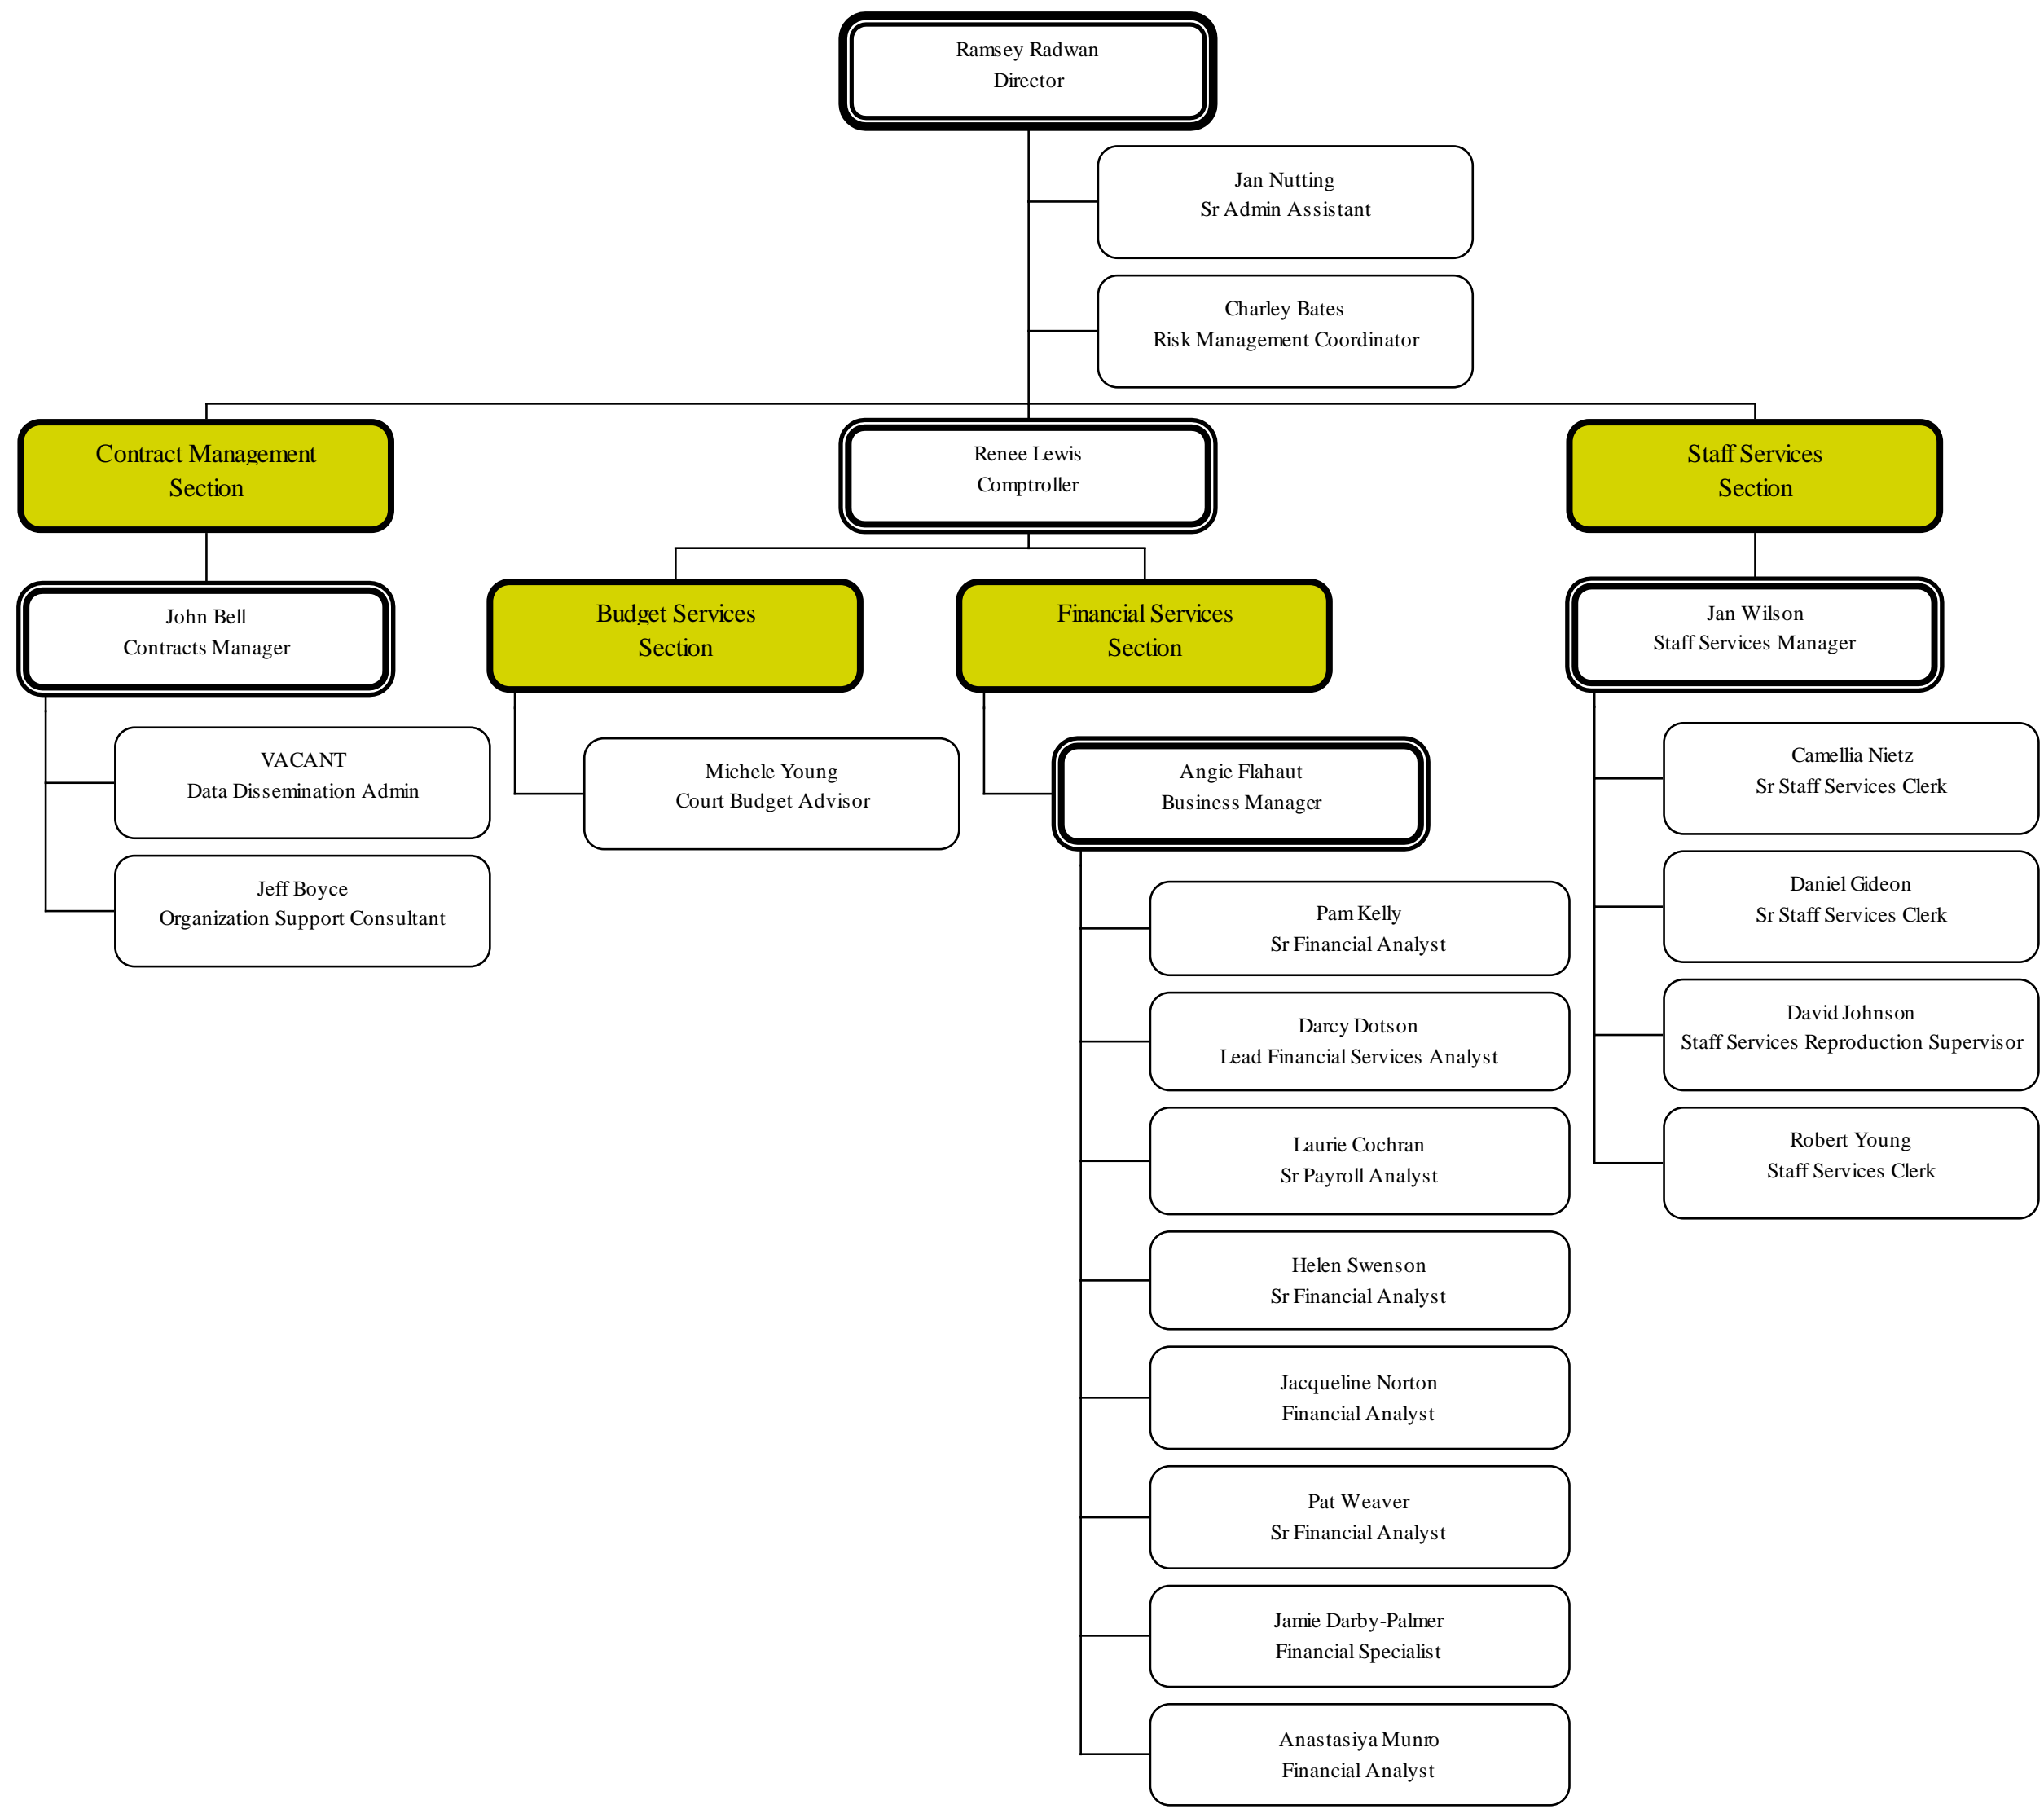 Ramsey Radwan
Director
Jan Nutting
Sr Admin Assistant
Charley Bates
Risk Management Coordinator
Contract Management
Section
Renee Lewis
Comptroller
Staff Services
Section
John Bell
Contracts Manager
Budget Services
Section
Financial Services
Section
Jan Wilson
Staff Services Manager
VACANT
Data Dissemination Admin
Jeff Boyce
Organization Support Consultant
Michele Young
Court Budget Advisor
Angie Flahaut
Business Manager
Pam Kelly
Sr Financial Analyst
Darcy Dotson
Lead Financial Services Analyst
Laurie Cochran
Sr Payroll Analyst
Helen Swenson
Sr Financial Analyst
Jacqueline Norton
Financial Analyst
Pat Weaver
Sr Financial Analyst
Jamie Darby-Palmer
Financial Specialist
Anastasiya Munro
Financial Analyst
Camellia Nietz
Sr Staff Services Clerk
Daniel Gideon
Sr Staff Services Clerk
David Johnson
Staff Services Reproduction Supervisor
Robert Young
Staff Services Clerk